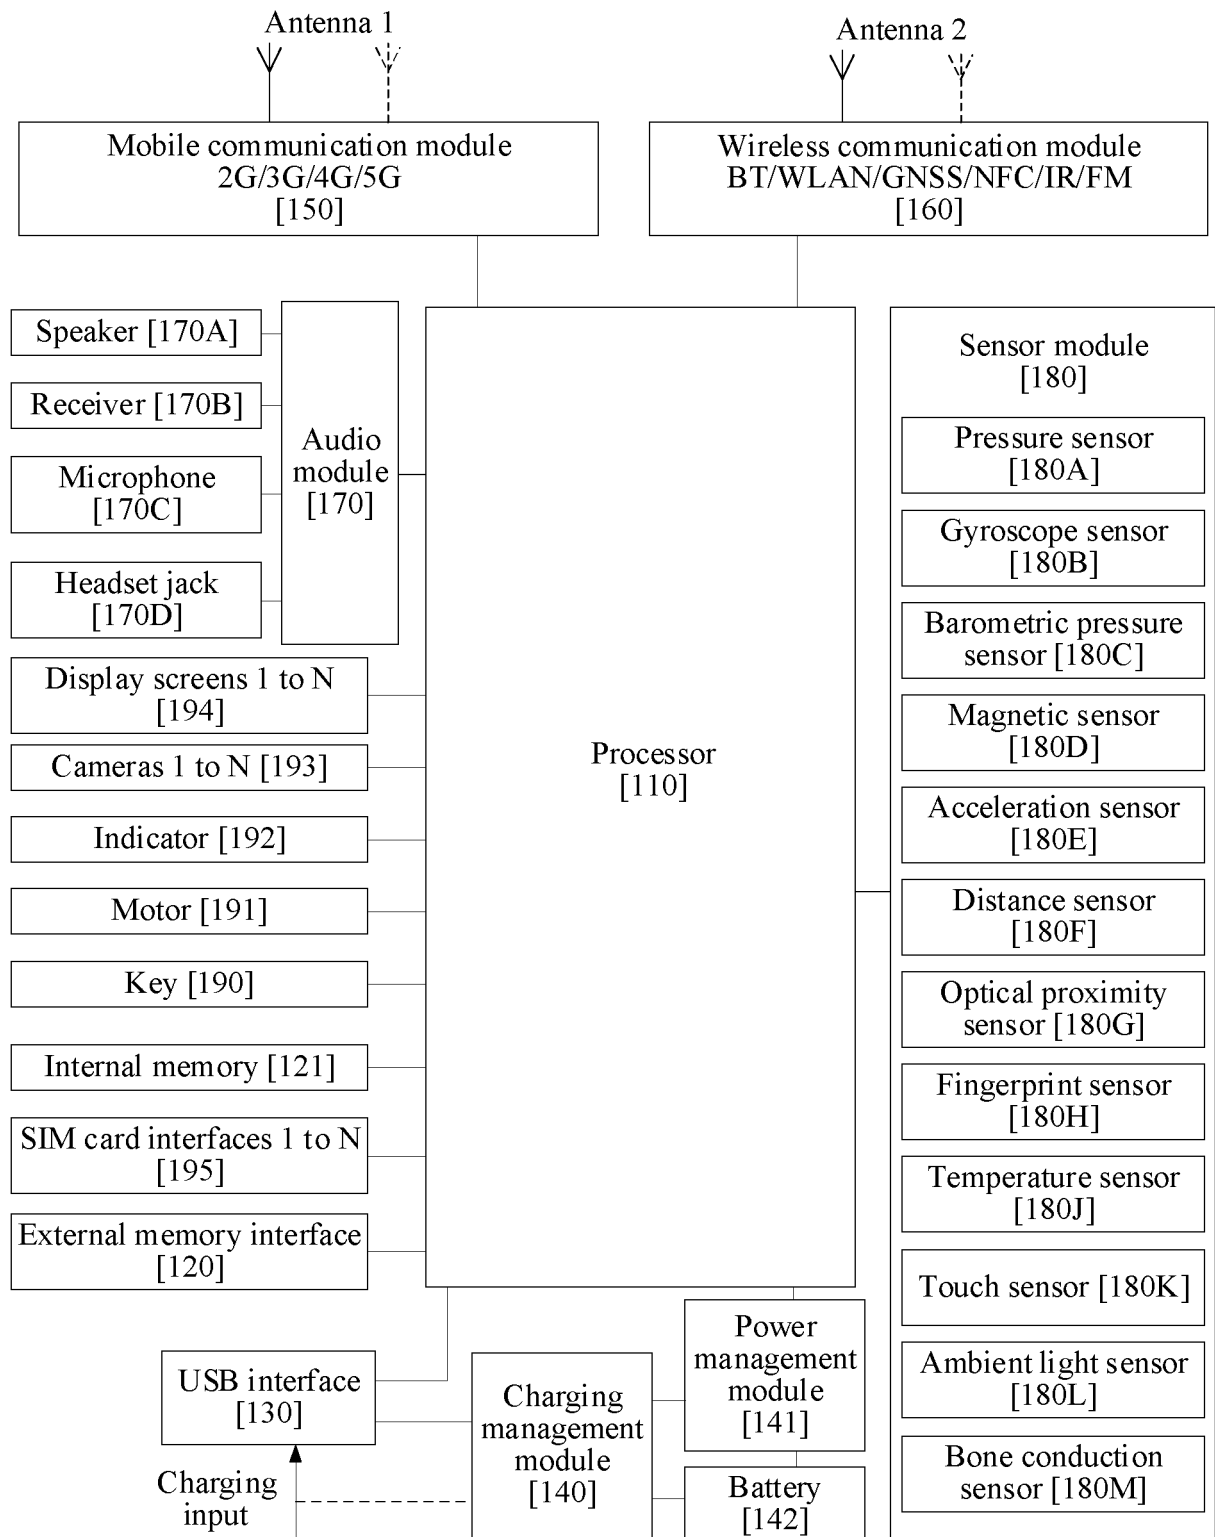 Antenna 1
Antenna 2
Mobile communication module
2G/3G/4G/5G
[150]
Wireless communication module
BT/WLAN/GNSS/NFC/IR/FM
[160]
Speaker [170A]
Receiver [170B]
Microphone
[170C]
Headset jack
[170D]
Audio
module
[170]
Display screens 1 to N
[194]
Cameras 1 to N [193]
Indicator [192]
Motor [191]
Key [190]
Internal memory [121]
SIM card interfaces 1 to N
[195]
External memory interface
[120]
Processor
[110]
Sensor module
[180]
Pressure sensor
[180A]
Gyroscope sensor
[180B]
Barometric pressure
sensor [180C]
Magnetic sensor
[180D]
Acceleration sensor
[180E]
Distance sensor
[180F]
Optical proximity
sensor [180G]
Fingerprint sensor
[180H]
Temperature sensor
[180J]
Touch sensor [180K]
Ambient light sensor
[180L]
Bone conduction
sensor [180M]
USB interface
[130]
Charging
input
Charging
management
module
[140]
Power
management
module
[141]
Battery
[142]